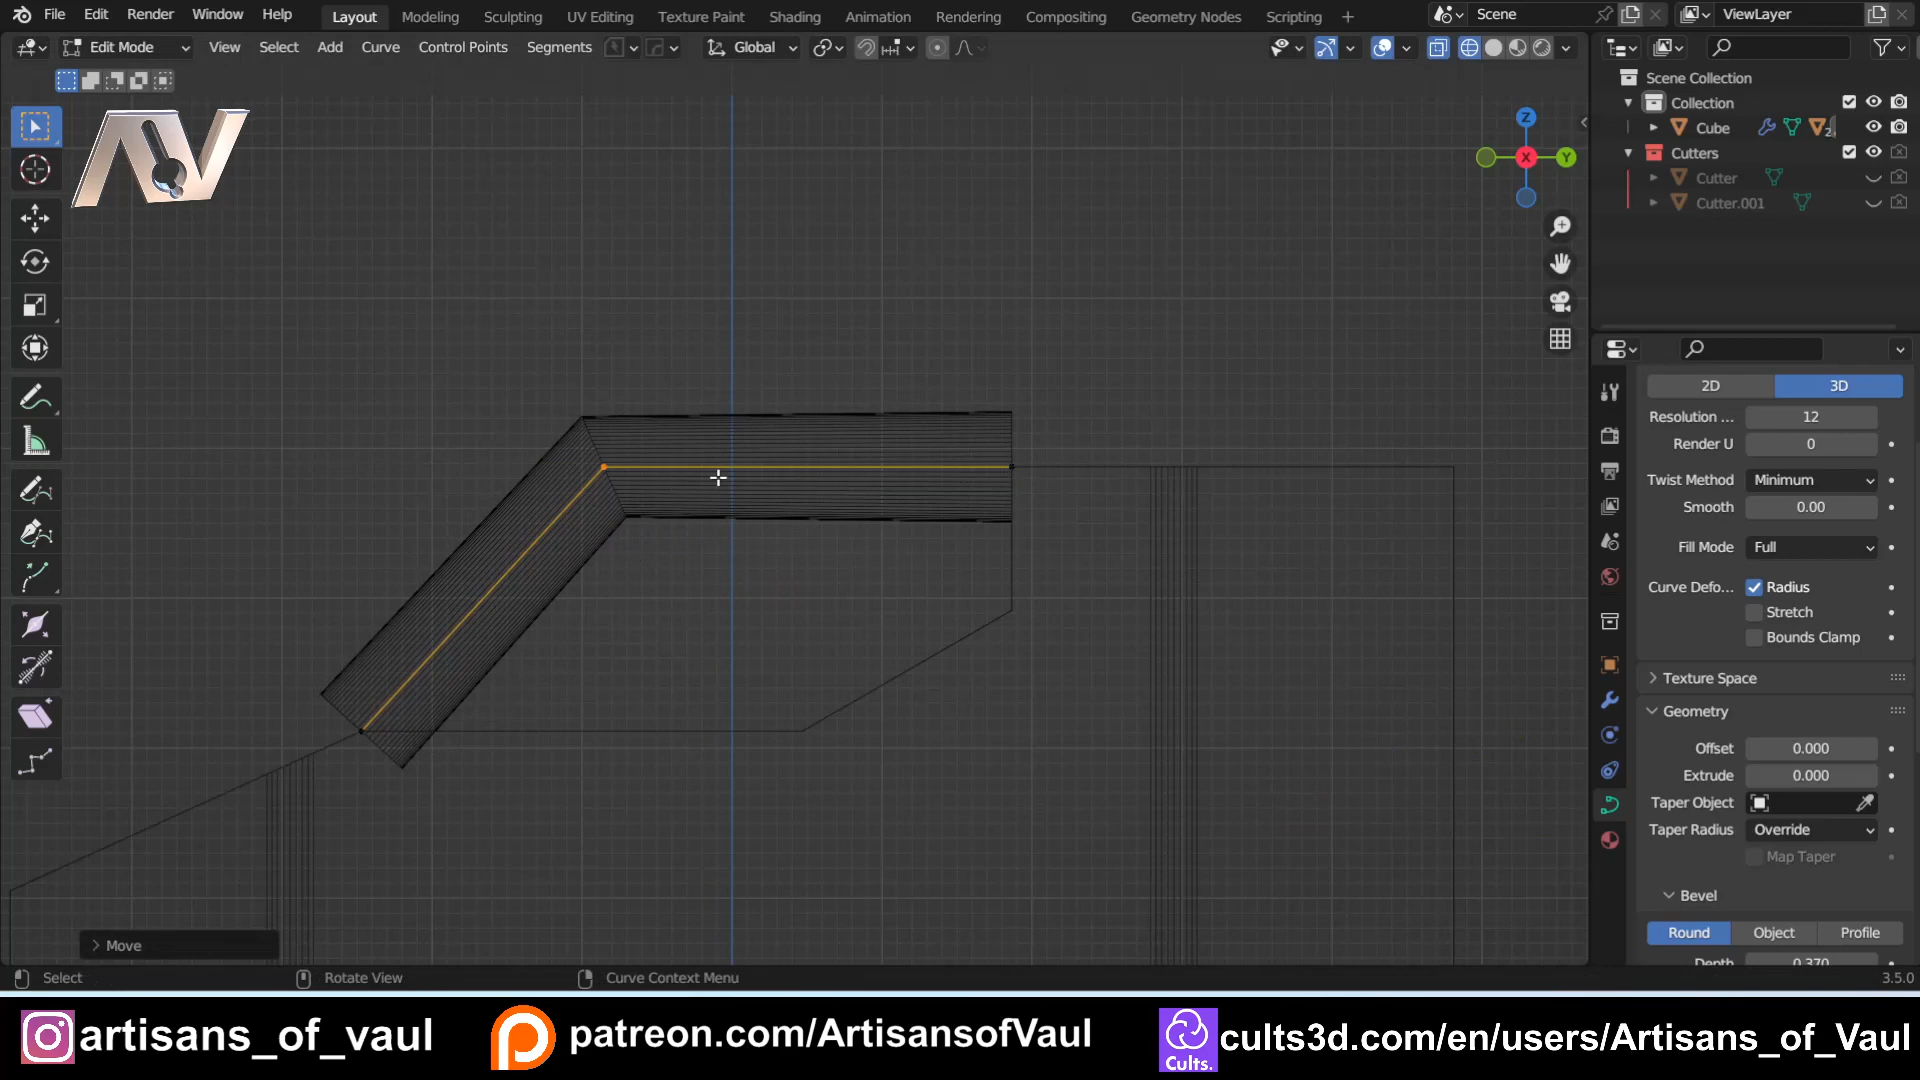 File Edit Render Window Help Layout Modeling Sculpting UV Editing Texture Paint Shading Animation Rendering Compositing Geometry Nodes Scripting + Scene ViewLayer
Edit Mode View Select Add Curve Control Points Segments Global
AV
Z
X
Y
Scene Collection
Collection
Cube 2
Cutters
Cutter
Cutter.001
2D 3D
Resolution ... 12
Render U 0
Twist Method Minimum
Smooth 0.00
Fill Mode Full
Curve Defo... Radius
Stretch
Bounds Clamp
Texture Space
Geometry
Offset 0.000
Extrude 0.000
Taper Object
Taper Radius Override
Map Taper
Bevel
Round Object Profile
Depth 0.370
Move
Select Rotate View Curve Context Menu 3.5.0
artisans_of_vaul patreon.com/ArtisansofVaul Cults. cults3d.com/en/users/Artisans_of_Vaul